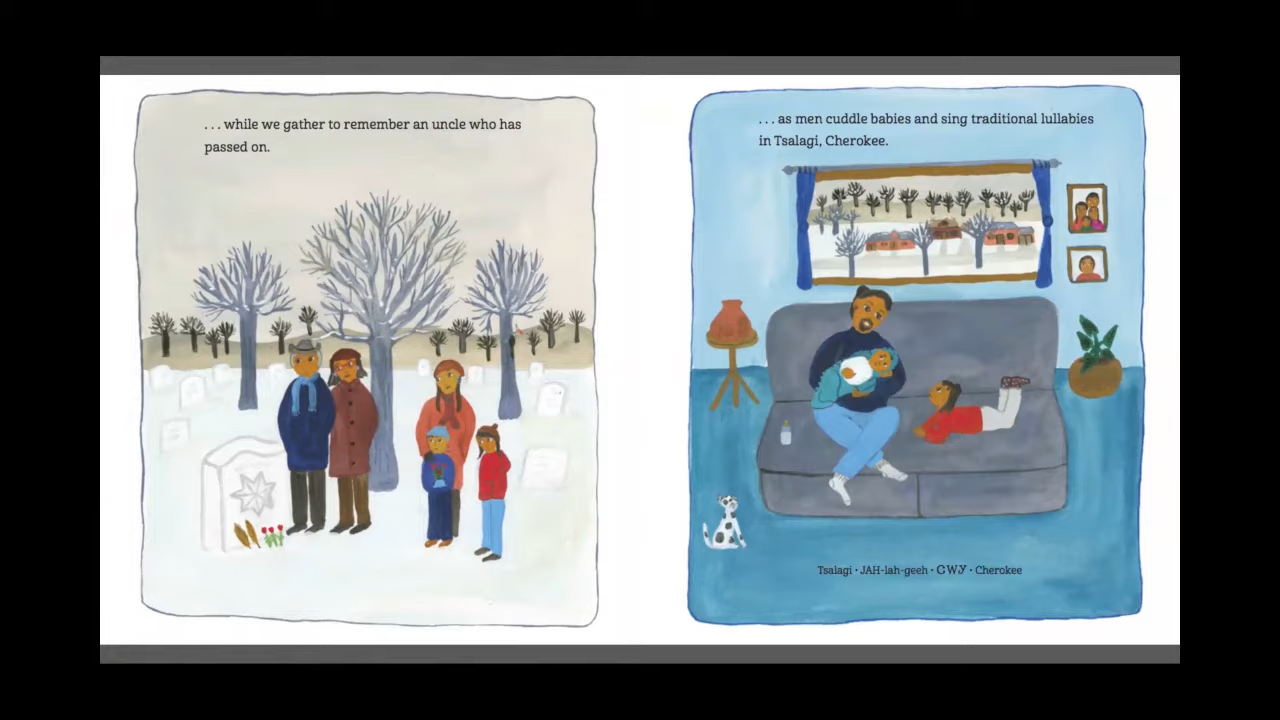 . . . while we gather to remember an uncle who has
passed on.
. . . as men cuddle babies and sing traditional lullabies
in Tsalagi, Cherokee.
Tsalagi • JAH-lah-geeh • ᏣᎳᎩ • Cherokee